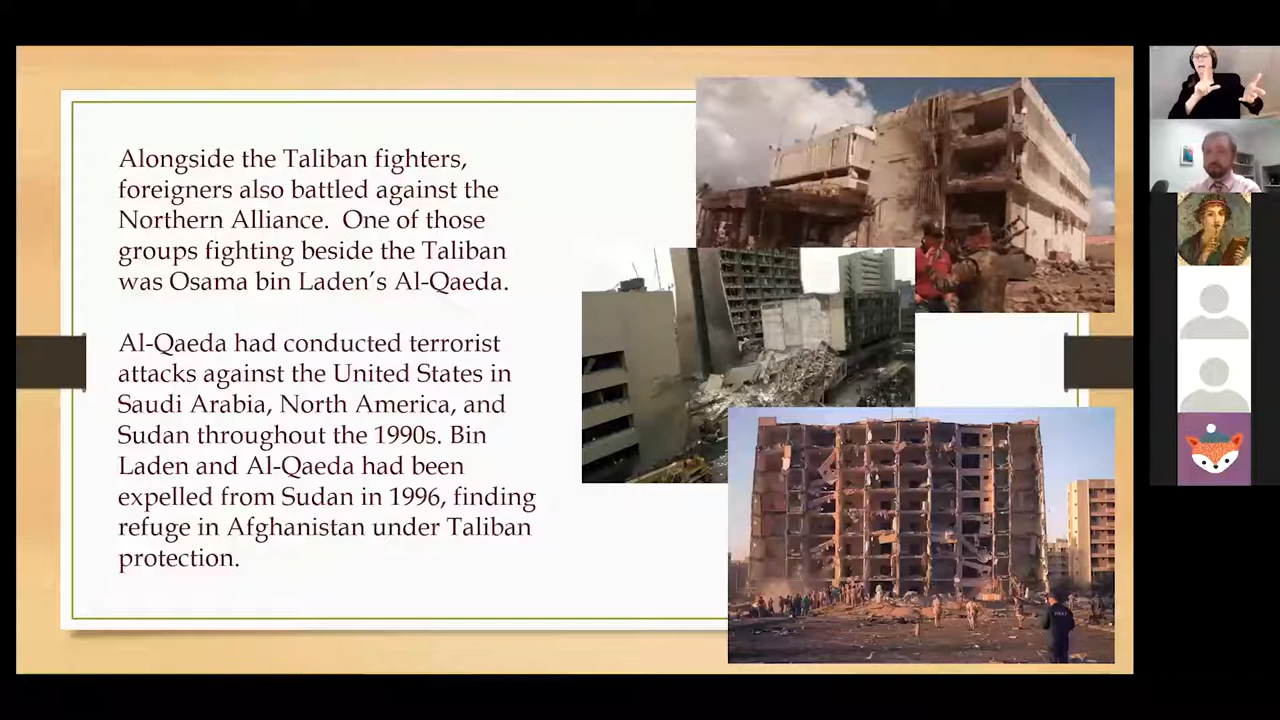 Alongside the Taliban fighters,
foreigners also battled against the
Northern Alliance.  One of those
groups fighting beside the Taliban
was Osama bin Laden’s Al-Qaeda.
Al-Qaeda had conducted terrorist
attacks against the United States in
Saudi Arabia, North America, and
Sudan throughout the 1990s. Bin
Laden and Al-Qaeda had been
expelled from Sudan in 1996, finding
refuge in Afghanistan under Taliban
protection.